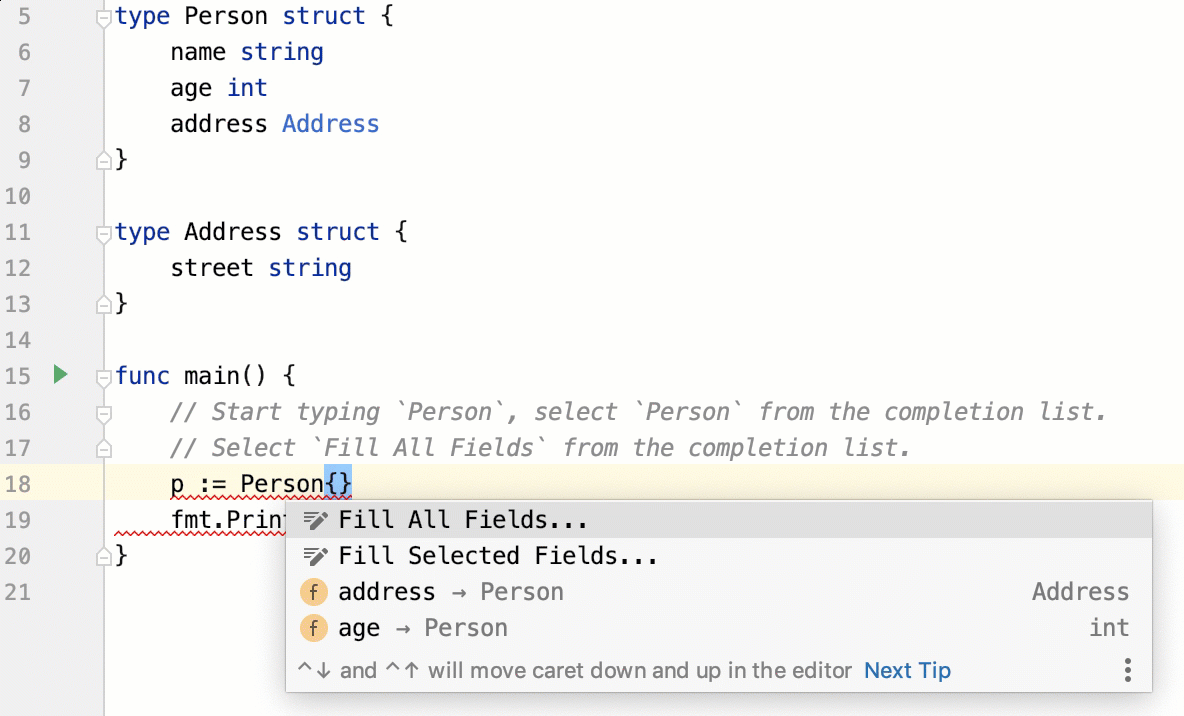 5 type Person struct {
6 name string
7 age int
8 address Address
9 }
10
11 type Address struct {
12 street string
13 }
14
15 func main() {
16 // Start typing `Person`, select `Person` from the completion list.
17 // Select `Fill All Fields` from the completion list.
18 p := Person{}
19 fmt.Prin
Fill All Fields...
20 }
Fill Selected Fields...
21
f address → Person Address
f age → Person int
^↓ and ^↑ will move caret down and up in the editor Next Tip